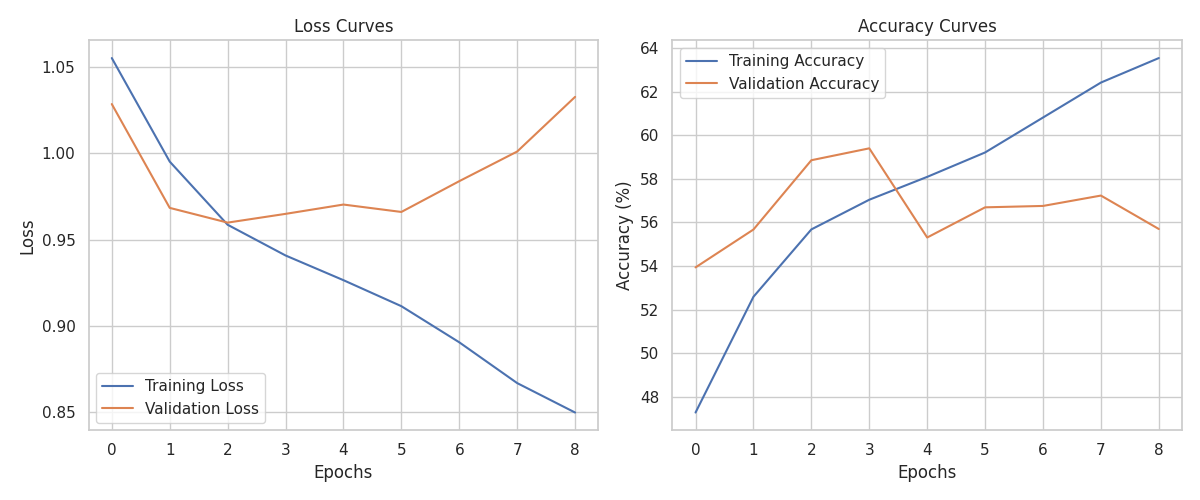 Loss Curves
1.05
1.00
0.95
0.90
0.85
Loss
Training Loss
Validation Loss
0 1 2 3 4 5 6 7 8
Epochs
Accuracy Curves
64
62
60
58
56
54
52
50
48
Accuracy (%)
Training Accuracy
Validation Accuracy
0 1 2 3 4 5 6 7 8
Epochs